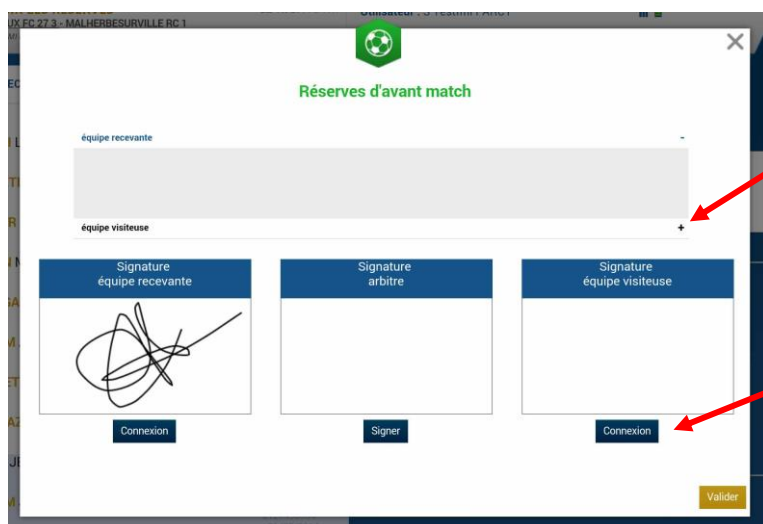 UX FC 27 3 - MALHERBESURVILLE RC 1
Réserves d'avant match
équipe recevante
-
équipe visiteuse
+
Signature
équipe recevante
Signature
arbitre
Signature
équipe visiteuse
Connexion
Signer
Connexion
Valider